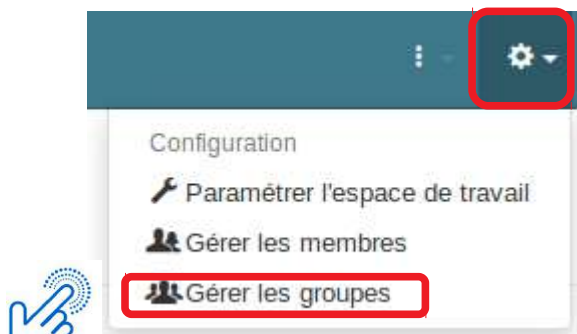 Configuration
Paramétrer l'espace de travail
Gérer les membres
Gérer les groupes